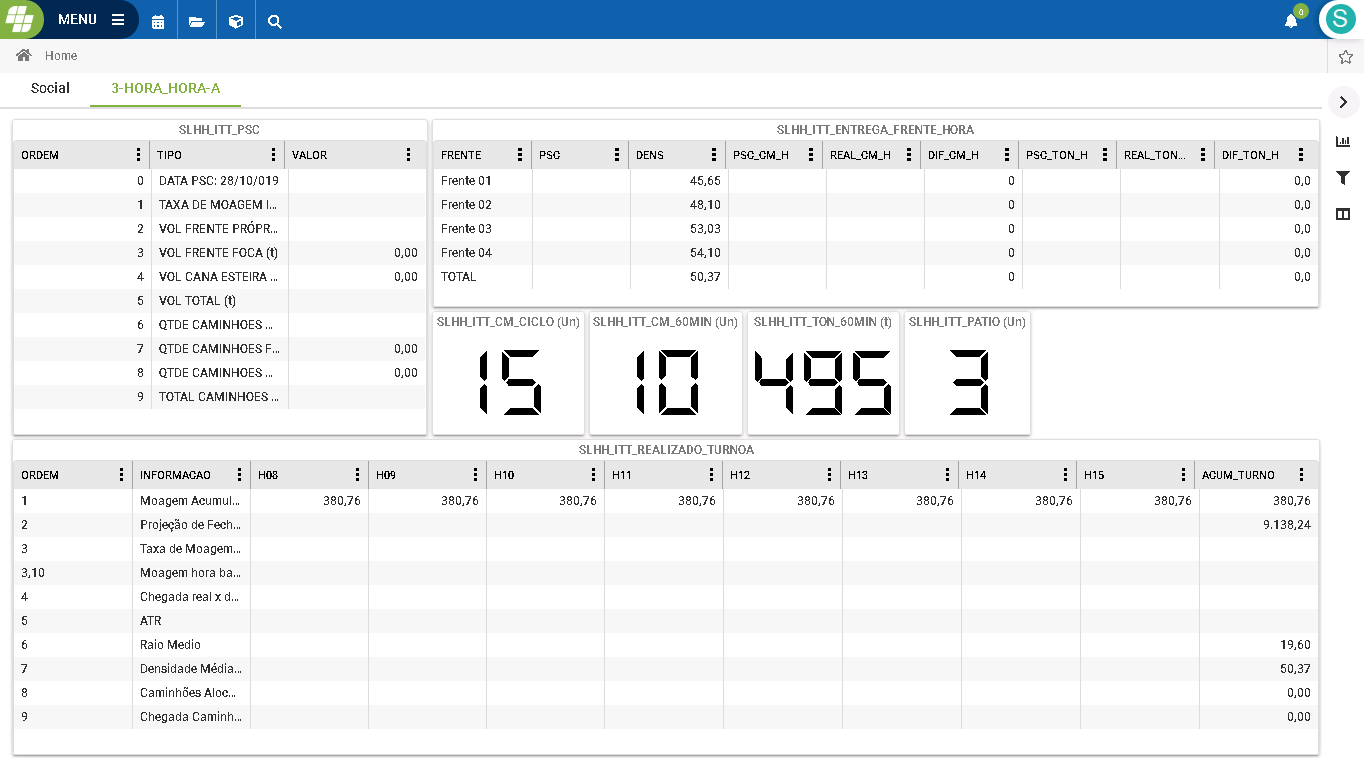 MENU
0
S
Home
Social 3-HORA_HORA-A
SLHH_ITT_PSC
ORDEM TIPO VALOR
0 DATA PSC: 28/10/019
1 TAXA DE MOAGEM I...
2 VOL FRENTE PRÓPR...
3 VOL FRENTE FOCA (t) 0,00
4 VOL CANA ESTEIRA ... 0,00
5 VOL TOTAL (t)
6 QTDE CAMINHOES ...
7 QTDE CAMINHOES F... 0,00
8 QTDE CAMINHOES ... 0,00
9 TOTAL CAMINHOES ...
SLHH_ITT_ENTREGA_FRENTE_HORA
FRENTE PSC DENS PSC_CM_H REAL_CM_H DIF_CM_H PSC_TON_H REAL_TON... DIF_TON_H
Frente 01 45,65 0 0,0
Frente 02 48,10 0 0,0
Frente 03 53,03 0 0,0
Frente 04 54,10 0 0,0
TOTAL 50,37 0 0,0
SLHH_ITT_CM_CICLO (Un) SLHH_ITT_CM_60MIN (Un) SLHH_ITT_TON_60MIN (t) SLHH_ITT_PATIO (Un)
15 10 495 3
SLHH_ITT_REALIZADO_TURNOA
ORDEM INFORMACAO H08 H09 H10 H11 H12 H13 H14 H15 ACUM_TURNO
1 Moagem Acumul... 380,76 380,76 380,76 380,76 380,76 380,76 380,76 380,76 380,76
2 Projeção de Fech... 9.138,24
3 Taxa de Moagem...
3,10 Moagem hora ba...
4 Chegada real x d...
5 ATR
6 Raio Medio 19,60
7 Densidade Média... 50,37
8 Caminhões Aloc... 0,00
9 Chegada Caminh... 0,00